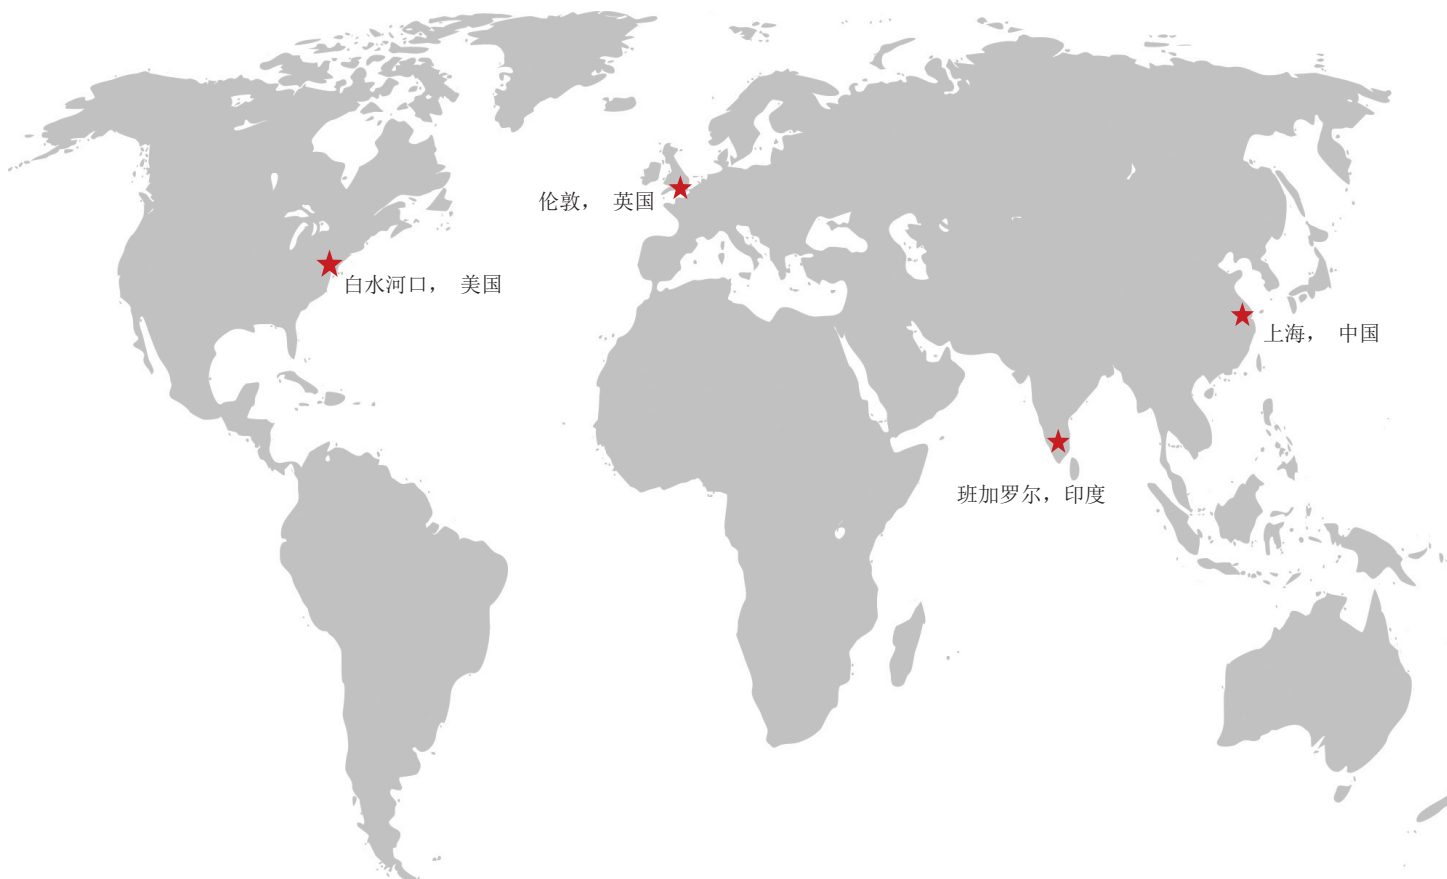 伦敦， 英国
白水河口， 美国
上海， 中国
班加罗尔，印度